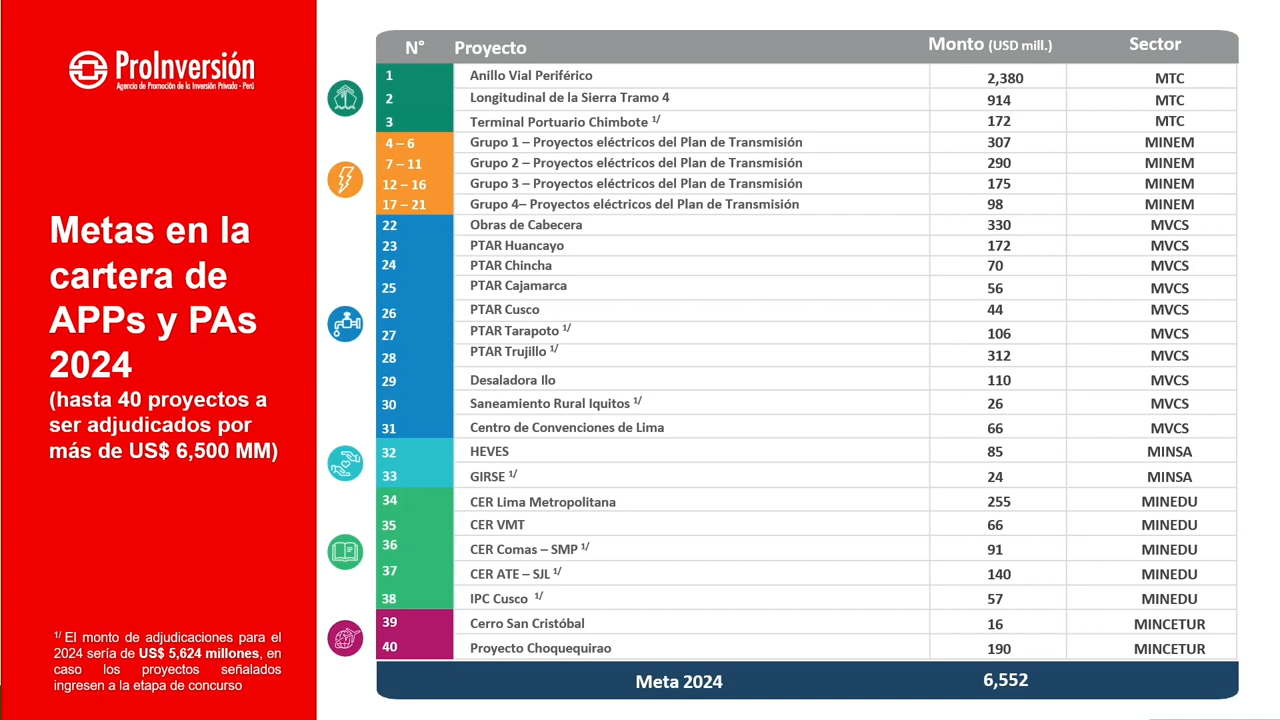 ProInversión
Agencia de Promoción de la Inversión Privada - Perú
Metas en la
cartera de
APPs y PAs
2024
(hasta 40 proyectos a
ser adjudicados por
más de US$ 6,500 MM)
1/ El monto de adjudicaciones para el
2024 sería de US$ 5,624 millones, en
caso los proyectos señalados
ingresen a la etapa de concurso
N° Proyecto Monto (USD mill.) Sector
1 Anillo Vial Periférico 2,380 MTC
2 Longitudinal de la Sierra Tramo 4 914 MTC
3 Terminal Portuario Chimbote 1/ 172 MTC
4 – 6 Grupo 1 – Proyectos eléctricos del Plan de Transmisión 307 MINEM
7 – 11 Grupo 2 – Proyectos eléctricos del Plan de Transmisión 290 MINEM
12 – 16 Grupo 3 – Proyectos eléctricos del Plan de Transmisión 175 MINEM
17 – 21 Grupo 4– Proyectos eléctricos del Plan de Transmisión 98 MINEM
22 Obras de Cabecera 330 MVCS
23 PTAR Huancayo 172 MVCS
24 PTAR Chincha 70 MVCS
25 PTAR Cajamarca 56 MVCS
26 PTAR Cusco 44 MVCS
27 PTAR Tarapoto 1/ 106 MVCS
28 PTAR Trujillo 1/ 312 MVCS
29 Desaladora Ilo 110 MVCS
30 Saneamiento Rural Iquitos 1/ 26 MVCS
31 Centro de Convenciones de Lima 66 MVCS
32 HEVES 85 MINSA
33 GIRSE 1/ 24 MINSA
34 CER Lima Metropolitana 255 MINEDU
35 CER VMT 66 MINEDU
36 CER Comas – SMP 1/ 91 MINEDU
37 CER ATE – SJL 1/ 140 MINEDU
38 IPC Cusco 1/ 57 MINEDU
39 Cerro San Cristóbal 16 MINCETUR
40 Proyecto Choquequirao 190 MINCETUR
Meta 2024 6,552